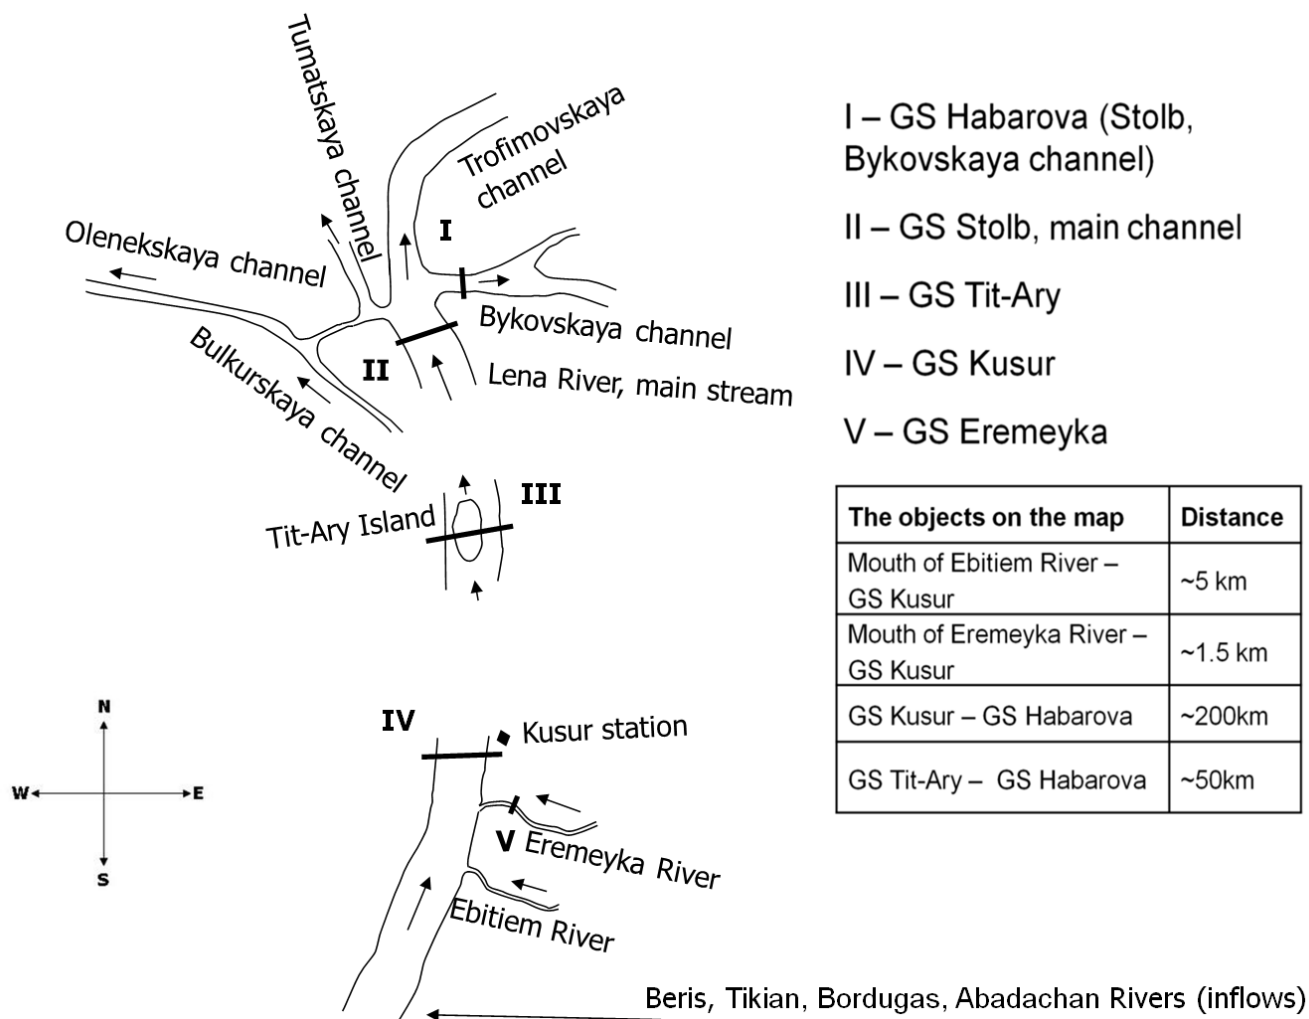 Tumatskaya channel
Trofimovskaya
channel
I
Olenekskaya channel
Bykovskaya channel
Bulkurskaya channel
II
Lena River, main stream
III
Tit-Ary Island
IV
Kusur station
N
W
E
S
V
Eremeyka River
Ebitiem River
Beris, Tikian, Bordugas, Abadachan Rivers (inflows)
I – GS Habarova (Stolb,
Bykovskaya channel)
II – GS Stolb, main channel
III – GS Tit-Ary
IV – GS Kusur
V – GS Eremeyka
The objects on the map Distance
Mouth of Ebitiem River –
GS Kusur
~5 km
Mouth of Eremeyka River –
GS Kusur
~1.5 km
GS Kusur – GS Habarova ~200km
GS Tit-Ary – GS Habarova ~50km